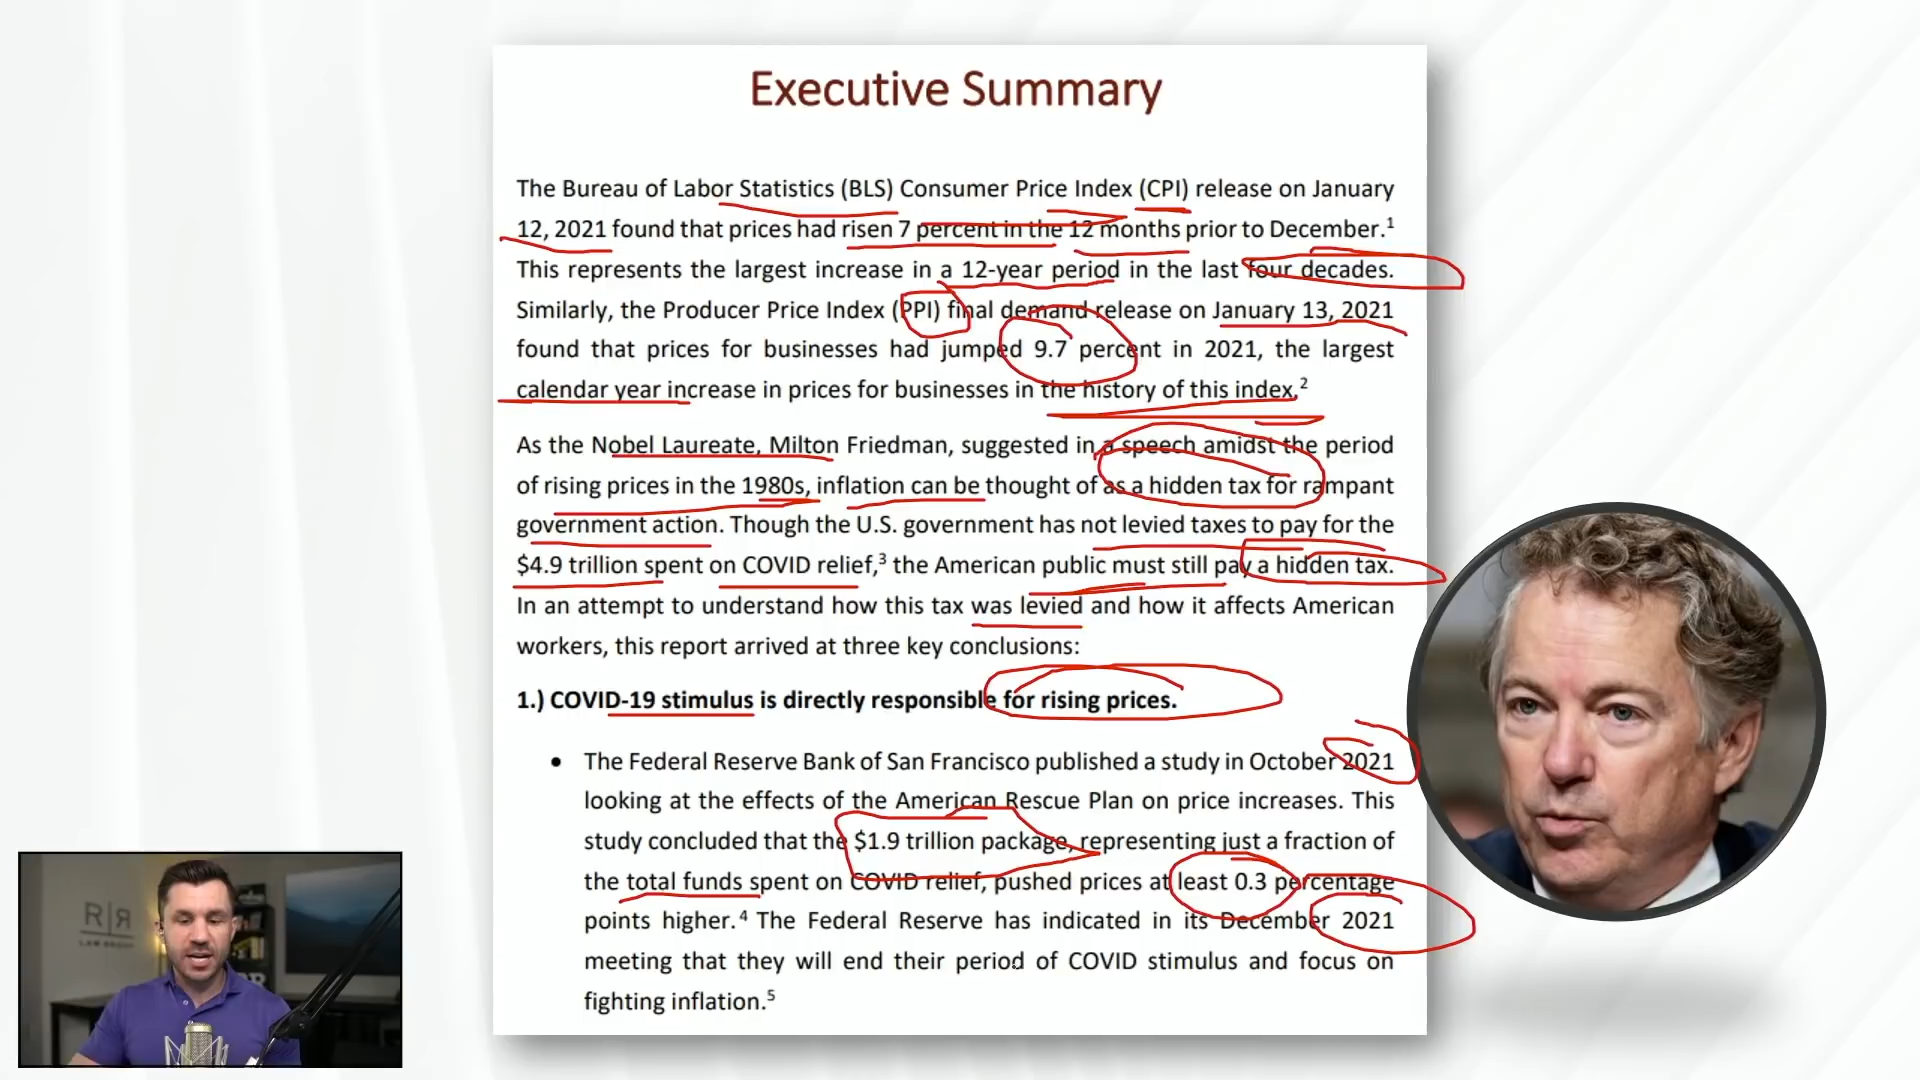 Executive Summary
The Bureau of Labor Statistics (BLS) Consumer Price Index (CPI) release on January
12, 2021 found that prices had risen 7 percent in the 12 months prior to December.1
This represents the largest increase in a 12-year period in the last four decades.
Similarly, the Producer Price Index (PPI) final demand release on January 13, 2021
found that prices for businesses had jumped 9.7 percent in 2021, the largest
calendar year increase in prices for businesses in the history of this index.2
As the Nobel Laureate, Milton Friedman, suggested in a speech amidst the period
of rising prices in the 1980s, inflation can be thought of as a hidden tax for rampant
government action. Though the U.S. government has not levied taxes to pay for the
$4.9 trillion spent on COVID relief,3 the American public must still pay a hidden tax.
In an attempt to understand how this tax was levied and how it affects American
workers, this report arrived at three key conclusions:
1.) COVID-19 stimulus is directly responsible for rising prices.
• The Federal Reserve Bank of San Francisco published a study in October 2021
looking at the effects of the American Rescue Plan on price increases. This
study concluded that the $1.9 trillion package, representing just a fraction of
the total funds spent on COVID relief, pushed prices at least 0.3 percentage
points higher.4 The Federal Reserve has indicated in its December 2021
meeting that they will end their period of COVID stimulus and focus on
fighting inflation.5
R|R
LAW GROUP